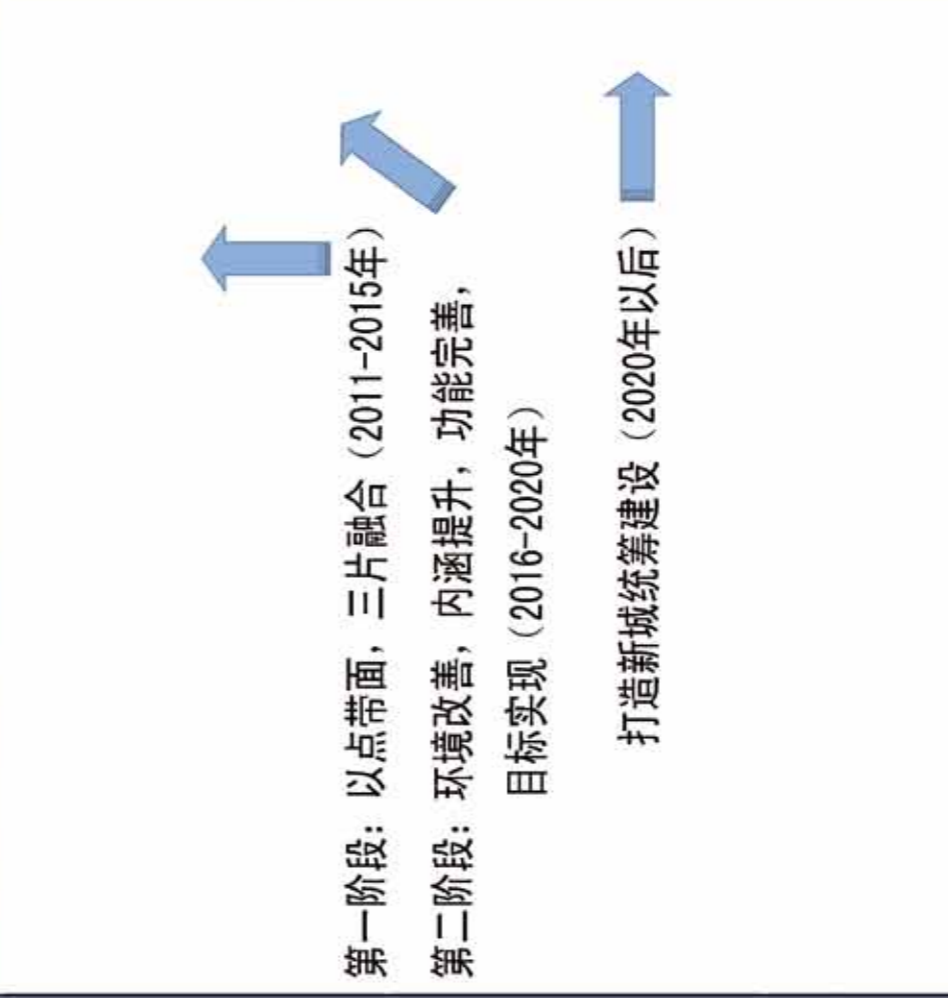 第一阶段：以点带面，三片融合（2011-2015年）
第二阶段：环境改善，内涵提升，功能完善，
目标实现（2016-2020年）
打造新城统筹建设（2020年以后）